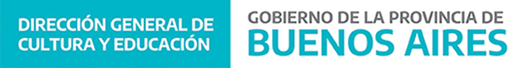 DIRECCIÓN GENERAL DE
CULTURA Y EDUCACIÓN
GOBIERNO DE LA PROVINCIA DE
BUENOS AIRES